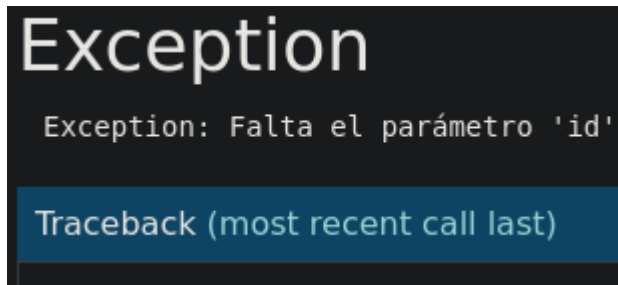 Exception
Exception: Falta el parámetro 'id'
Traceback (most recent call last)